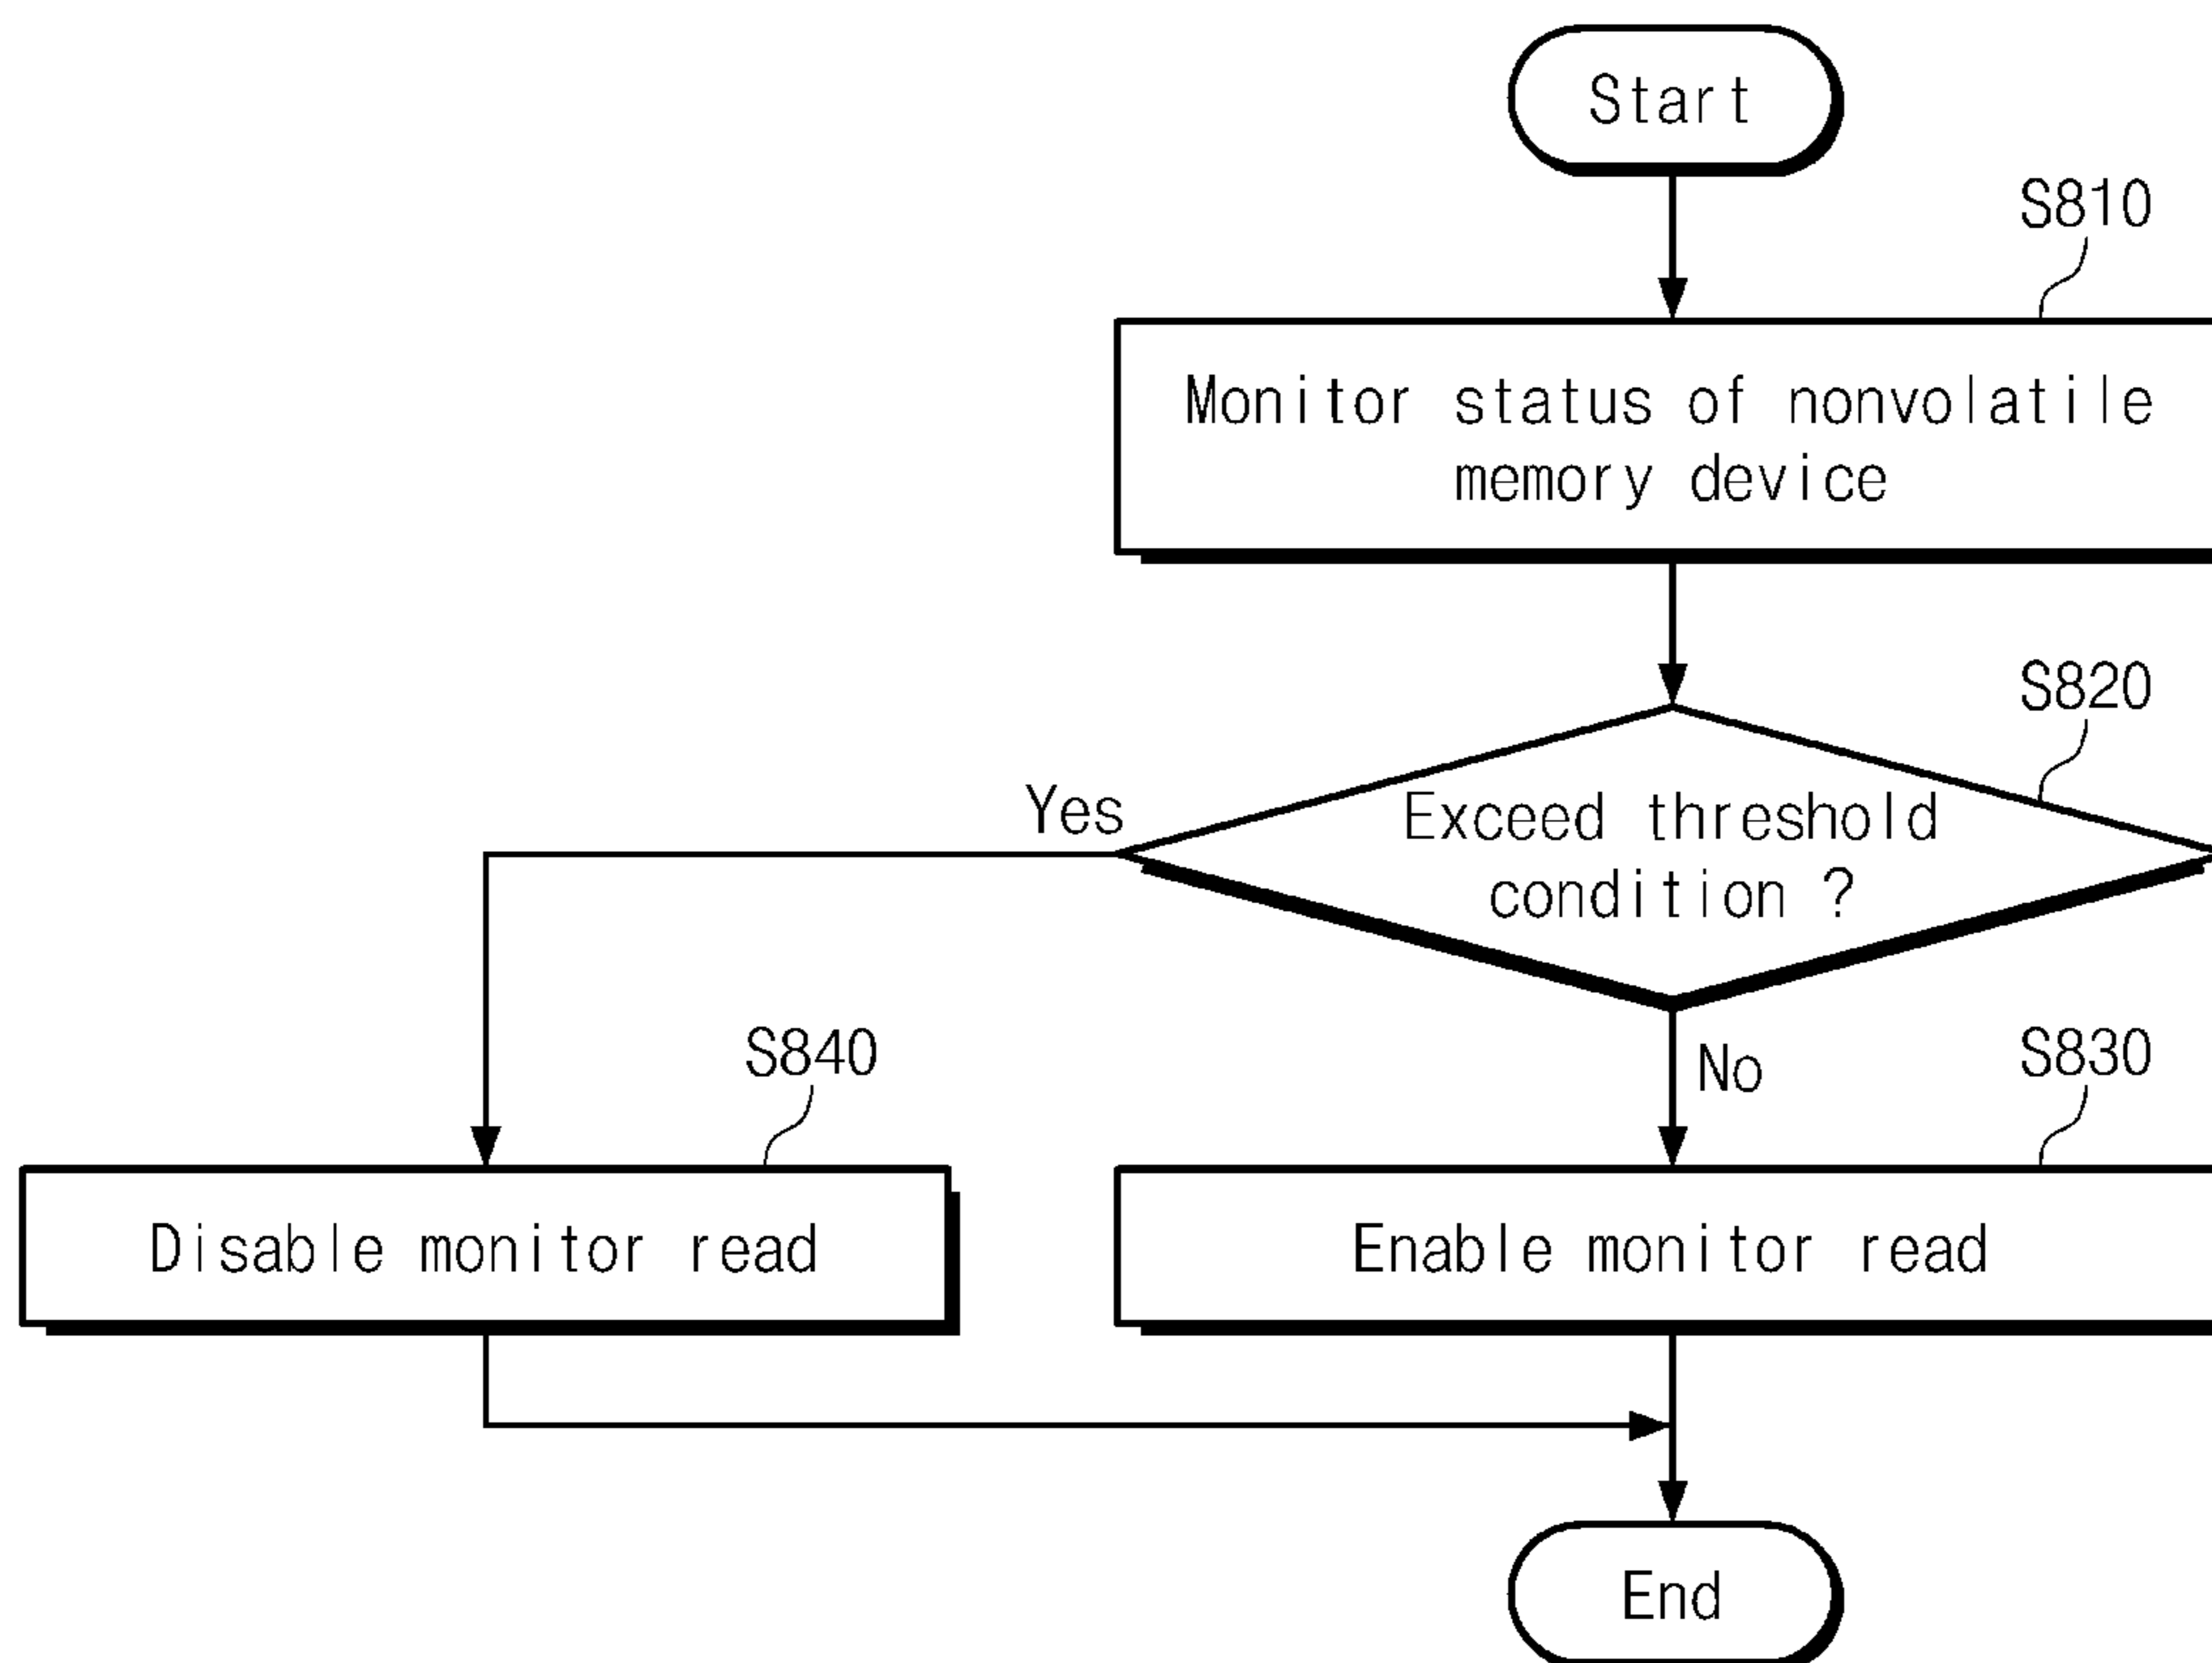 Start
S810
Monitor status of nonvolatile
memory device
S820
Yes
Exceed threshold
condition ?
S840
No
S830
Disable monitor read
Enable monitor read
End